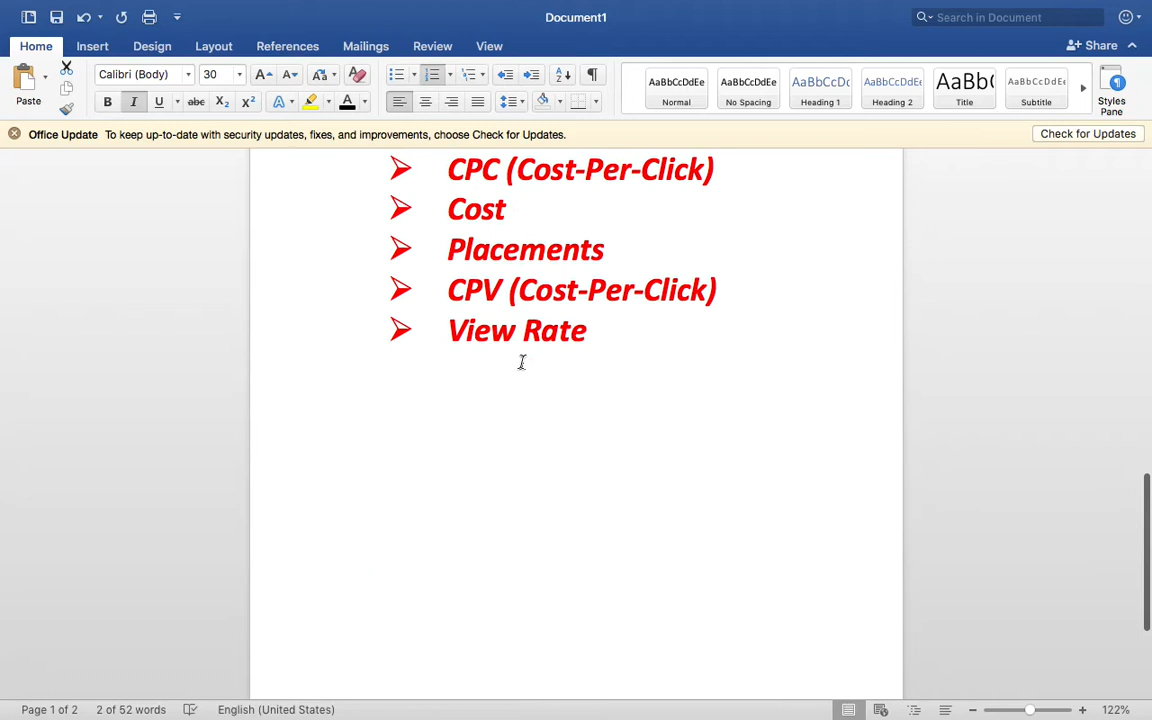 Document1
Search in Document
Home Insert Design Layout References Mailings Review View
Share
Paste
Calibri (Body) 30
AaBbCcDdEe AaBbCcDdEe AaBbCcDc AaBbCcDdEe AaBb( AaBbCcDdEe
Normal No Spacing Heading 1 Heading 2 Title Subtitle
Styles
Pane
Office Update To keep up-to-date with security updates, fixes, and improvements, choose Check for Updates.
Check for Updates
CPC (Cost-Per-Click)
Cost
Placements
CPV (Cost-Per-Click)
View Rate
Page 1 of 2 2 of 52 words English (United States) 122%